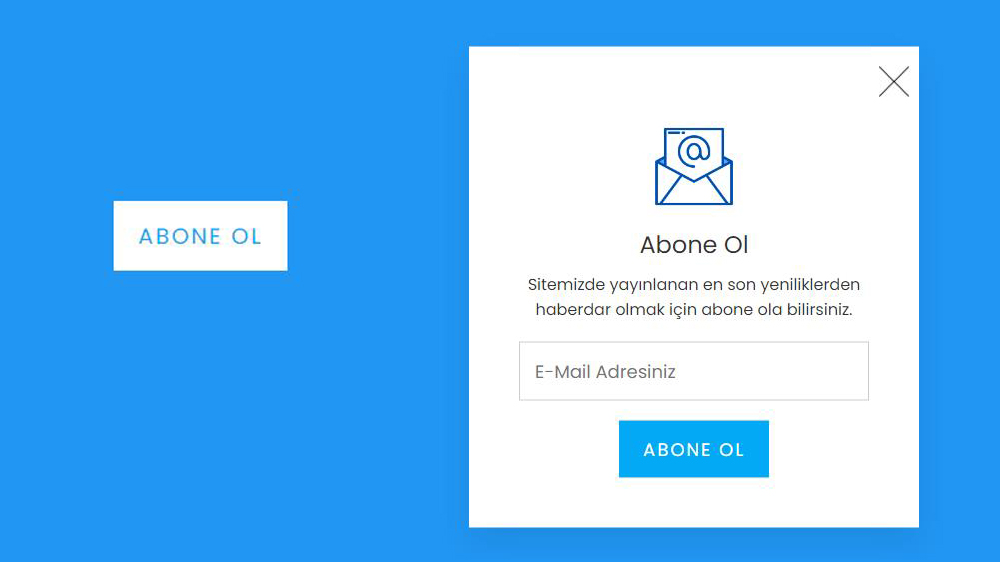 ABONE OL
@
Abone Ol
Sitemizde yayınlanan en son yeniliklerden
haberdar olmak için abone ola bilirsiniz.
E-Mail Adresiniz
ABONE OL